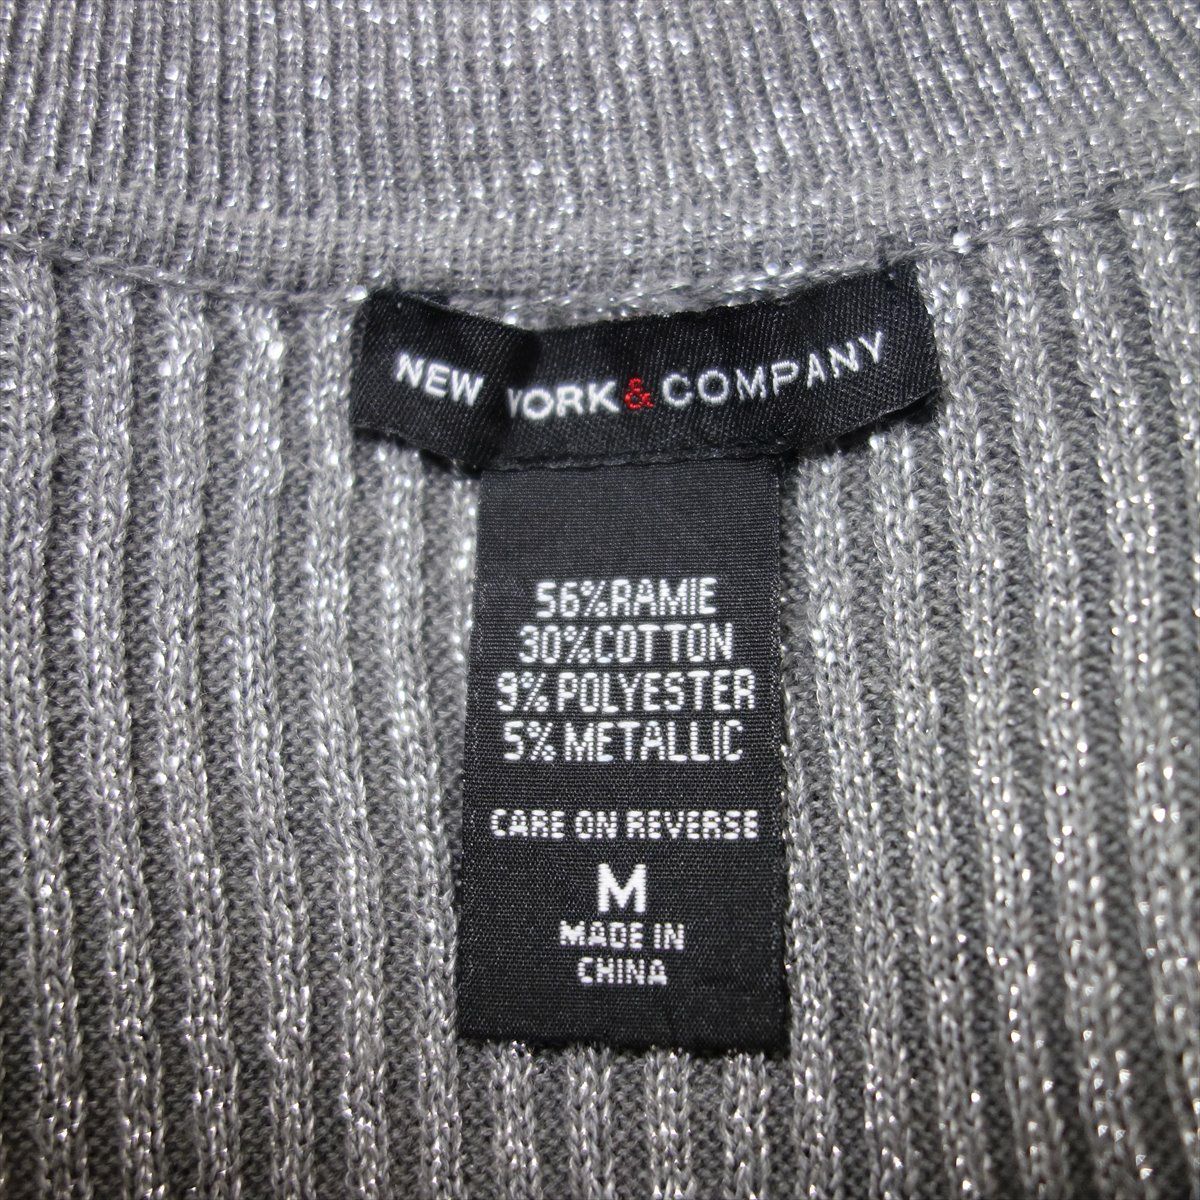 NEW YORK & COMPANY
56% RAMIE
30% COTTON
9% POLYESTER
5% METALLIC
CARE ON REVERSE
M
MADE IN
CHINA